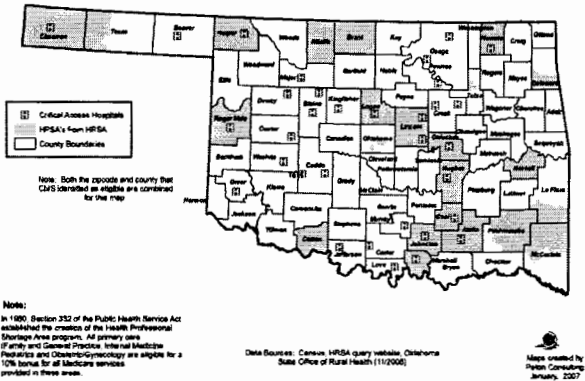 Cimarron
Texas
Beaver
Harper
Woods
Alfalfa
Grant
Kay
Osage
Washington
Nowata
Craig
Ottawa
Ellis
Woodward
Major
Garfield
Noble
Pawnee
Rogers
Mayes
Delaware
Dewey
Blaine
Kingfisher
Logan
Payne
Creek
Tulsa
Wagoner
Cherokee
Adair
Roger Mills
Custer
Canadian
Oklahoma
Lincoln
Okmulgee
Muskogee
Sequoyah
Beckham
Washita
Caddo
Grady
Cleveland
Pottawatomie
Seminole
Okfuskee
McIntosh
Haskell
Hughes
Greer
Kiowa
McClain
Pittsburg
Latimer
Le Flore
Harmon
Jackson
Comanche
Garvin
Pontotoc
Tillman
Stephens
Murray
Coal
Cotton
Jefferson
Carter
Johnston
Atoka
Pushmataha
McCurtain
Love
Marshall
Bryan
Choctaw
H Critical Access Hospitals
HPSA's from HRSA
County Boundaries
Note: Both the zipcode and county that
CMS identified as eligible are combined
for this map
Note:
In 1980, Section 332 of the Public Health Service Act
established the creation of the Health Professional
Shortage Area program. All primary care
(Family and General Practice, Internal Medicine
Pediatrics and Obstetric/Gynecology are eligible for a
10% bonus for all Medicare services
provided in these areas.
Data Sources: Census, HRSA query website, Oklahoma
State Office of Rural Health (11/2006)
Maps created by
Paton Consulting
January, 2007